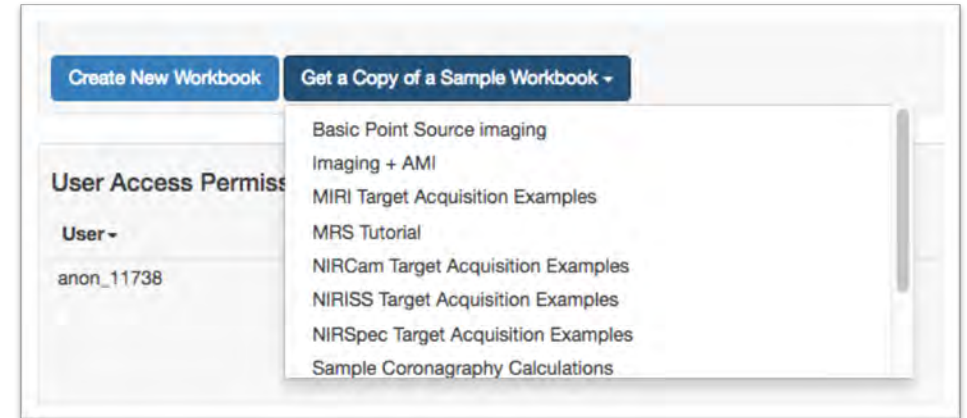 Create New Workbook Get a Copy of a Sample Workbook
Basic Point Source imaging
Imaging + AMI
MIRI Target Acquisition Examples
MRS Tutorial
NIRCam Target Acquisition Examples
NIRISS Target Acquisition Examples
NIRSpec Target Acquisition Examples
Sample Coronagraphy Calculations
User Access Permiss
User
anon_11738